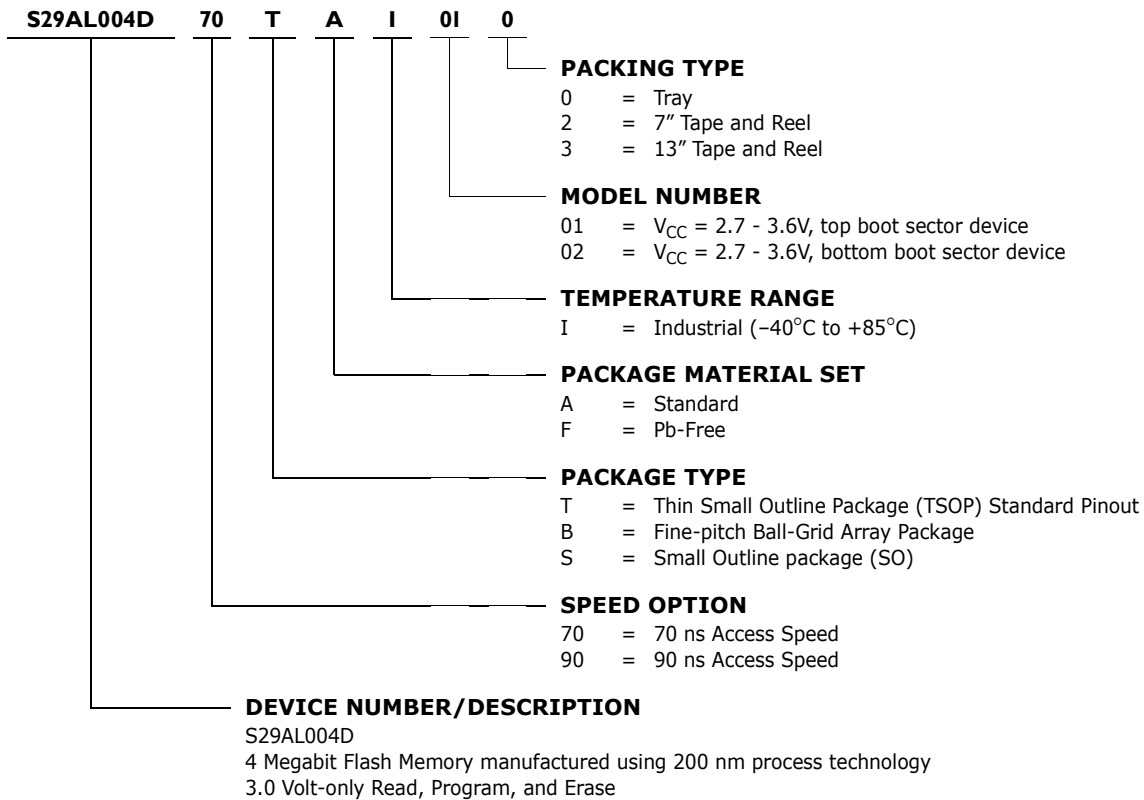 S29AL004D 70 T A I 01 0
PACKING TYPE
0 = Tray
2 = 7” Tape and Reel
3 = 13” Tape and Reel
MODEL NUMBER
01 = VCC = 2.7 - 3.6V, top boot sector device
02 = VCC = 2.7 - 3.6V, bottom boot sector device
TEMPERATURE RANGE
I = Industrial (–40°C to +85°C)
PACKAGE MATERIAL SET
A = Standard
F = Pb-Free
PACKAGE TYPE
T = Thin Small Outline Package (TSOP) Standard Pinout
B = Fine-pitch Ball-Grid Array Package
S = Small Outline package (SO)
SPEED OPTION
70 = 70 ns Access Speed
90 = 90 ns Access Speed
DEVICE NUMBER/DESCRIPTION
S29AL004D
4 Megabit Flash Memory manufactured using 200 nm process technology
3.0 Volt-only Read, Program, and Erase